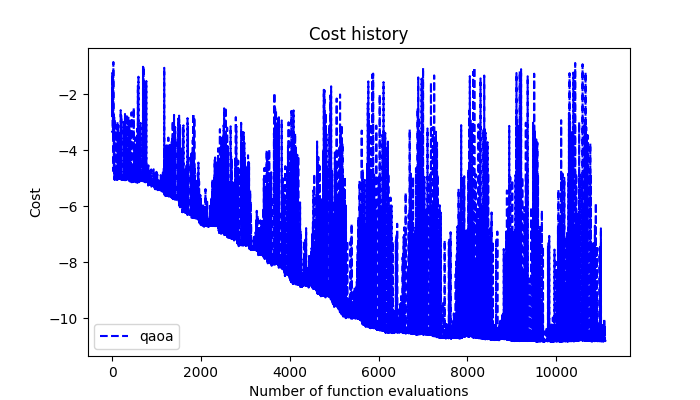 Cost history
Cost
−2
−4
−6
−8
−10
qaoa
0 2000 4000 6000 8000 10000
Number of function evaluations